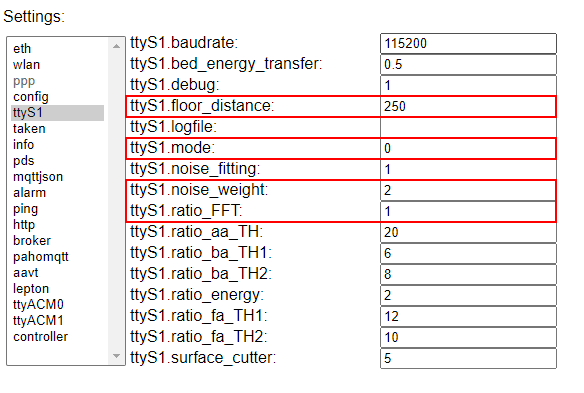 Settings:
eth
wlan
ppp
config
ttyS1
taken
info
pds
mqttjson
alarm
ping
http
broker
pahomqtt
aavt
lepton
ttyACM0
ttyACM1
controller
ttyS1.baudrate: 115200
ttyS1.bed_energy_transfer: 0.5
ttyS1.debug: 1
ttyS1.floor_distance: 250
ttyS1.logfile:
ttyS1.mode: 0
ttyS1.noise_fitting: 1
ttyS1.noise_weight: 2
ttyS1.ratio_FFT: 1
ttyS1.ratio_aa_TH: 20
ttyS1.ratio_ba_TH1: 6
ttyS1.ratio_ba_TH2: 8
ttyS1.ratio_energy: 2
ttyS1.ratio_fa_TH1: 12
ttyS1.ratio_fa_TH2: 10
ttyS1.surface_cutter: 5